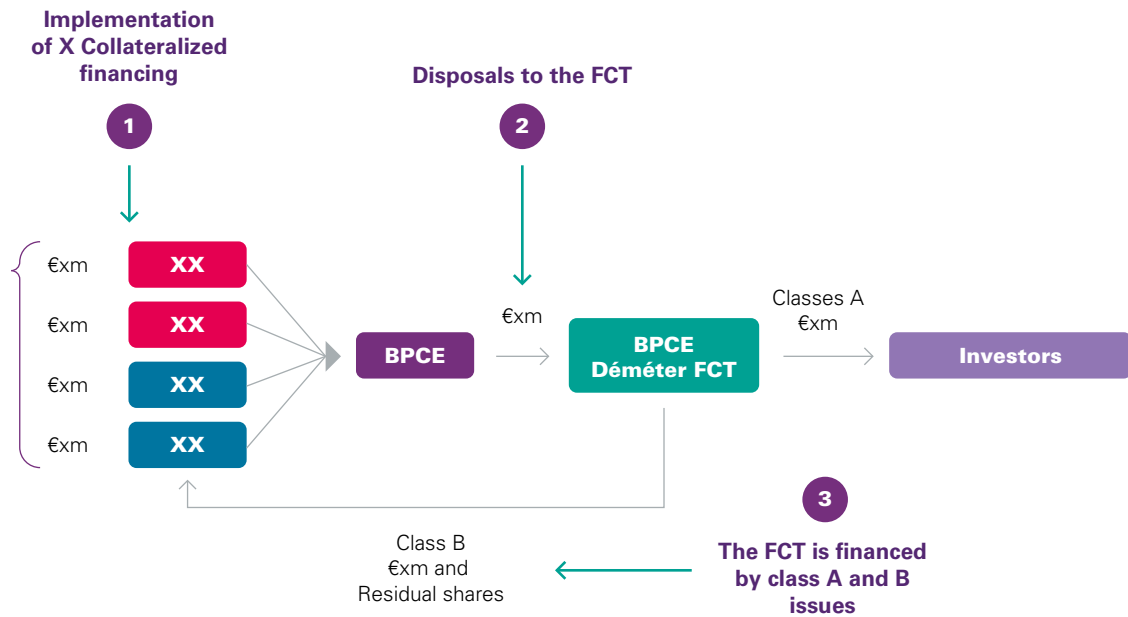 Implementation
of X Collateralized
financing
1
Disposals to the FCT
2
€xm
XX
€xm
XX
€xm
XX
€xm
XX
BPCE
€xm
BPCE
Déméter FCT
Classes A
€xm
Investors
Class B
€xm and
Residual shares
3
The FCT is financed
by class A and B
issues